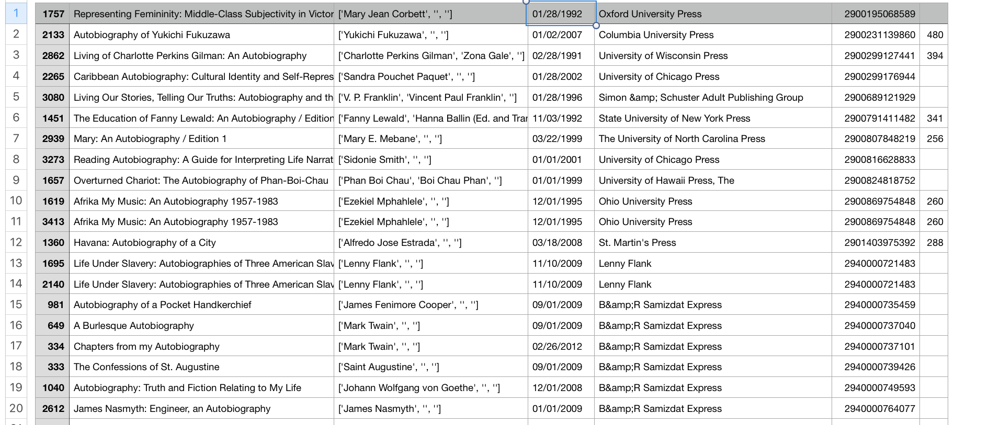 1 1757 Representing Femininity: Middle-Class Subjectivity in Victor ['Mary Jean Corbett', '', ''] 01/28/1992 Oxford University Press 2900195068589
2 2133 Autobiography of Yukichi Fukuzawa ['Yukichi Fukuzawa', '', ''] 01/02/2007 Columbia University Press 2900231139860 480
3 2862 Living of Charlotte Perkins Gilman: An Autobiography ['Charlotte Perkins Gilman', 'Zona Gale', ''] 02/28/1991 University of Wisconsin Press 2900299127441 394
4 2265 Caribbean Autobiography: Cultural Identity and Self-Repres ['Sandra Pouchet Paquet', '', ''] 01/28/2002 University of Chicago Press 2900299176944
5 3080 Living Our Stories, Telling Our Truths: Autobiography and th ['V. P. Franklin', 'Vincent Paul Franklin', ''] 01/28/1996 Simon &amp; Schuster Adult Publishing Group 2900689121929
6 1451 The Education of Fanny Lewald: An Autobiography / Edition ['Fanny Lewald', 'Hanna Ballin (Ed. and Tran 11/03/1992 State University of New York Press 2900791411482 341
7 2939 Mary: An Autobiography / Edition 1 ['Mary E. Mebane', '', ''] 03/22/1999 The University of North Carolina Press 2900807848219 256
8 3273 Reading Autobiography: A Guide for Interpreting Life Narrat ['Sidonie Smith', '', ''] 01/01/2001 University of Chicago Press 2900816628833
9 1657 Overturned Chariot: The Autobiography of Phan-Boi-Chau ['Phan Boi Chau', 'Boi Chau Phan', ''] 01/01/1999 University of Hawaii Press, The 2900824818752
10 1619 Afrika My Music: An Autobiography 1957-1983 ['Ezekiel Mphahlele', '', ''] 12/01/1995 Ohio University Press 2900869754848 260
11 3413 Afrika My Music: An Autobiography 1957-1983 ['Ezekiel Mphahlele', '', ''] 12/01/1995 Ohio University Press 2900869754848 260
12 1360 Havana: Autobiography of a City ['Alfredo Jose Estrada', '', ''] 03/18/2008 St. Martin's Press 2901403975392 288
13 1695 Life Under Slavery: Autobiographies of Three American Slav ['Lenny Flank', '', ''] 11/10/2009 Lenny Flank 2940000721483
14 2140 Life Under Slavery: Autobiographies of Three American Slav ['Lenny Flank', '', ''] 11/10/2009 Lenny Flank 2940000721483
15 981 Autobiography of a Pocket Handkerchief ['James Fenimore Cooper', '', ''] 09/01/2009 B&amp;R Samizdat Express 2940000735459
16 649 A Burlesque Autobiography ['Mark Twain', '', ''] 09/01/2009 B&amp;R Samizdat Express 2940000737040
17 334 Chapters from my Autobiography ['Mark Twain', '', ''] 02/26/2012 B&amp;R Samizdat Express 2940000737101
18 333 The Confessions of St. Augustine ['Saint Augustine', '', ''] 09/01/2009 B&amp;R Samizdat Express 2940000739426
19 1040 Autobiography: Truth and Fiction Relating to My Life ['Johann Wolfgang von Goethe', '', ''] 12/01/2008 B&amp;R Samizdat Express 2940000749593
20 2612 James Nasmyth: Engineer, an Autobiography ['James Nasmyth', '', ''] 01/01/2009 B&amp;R Samizdat Express 2940000764077